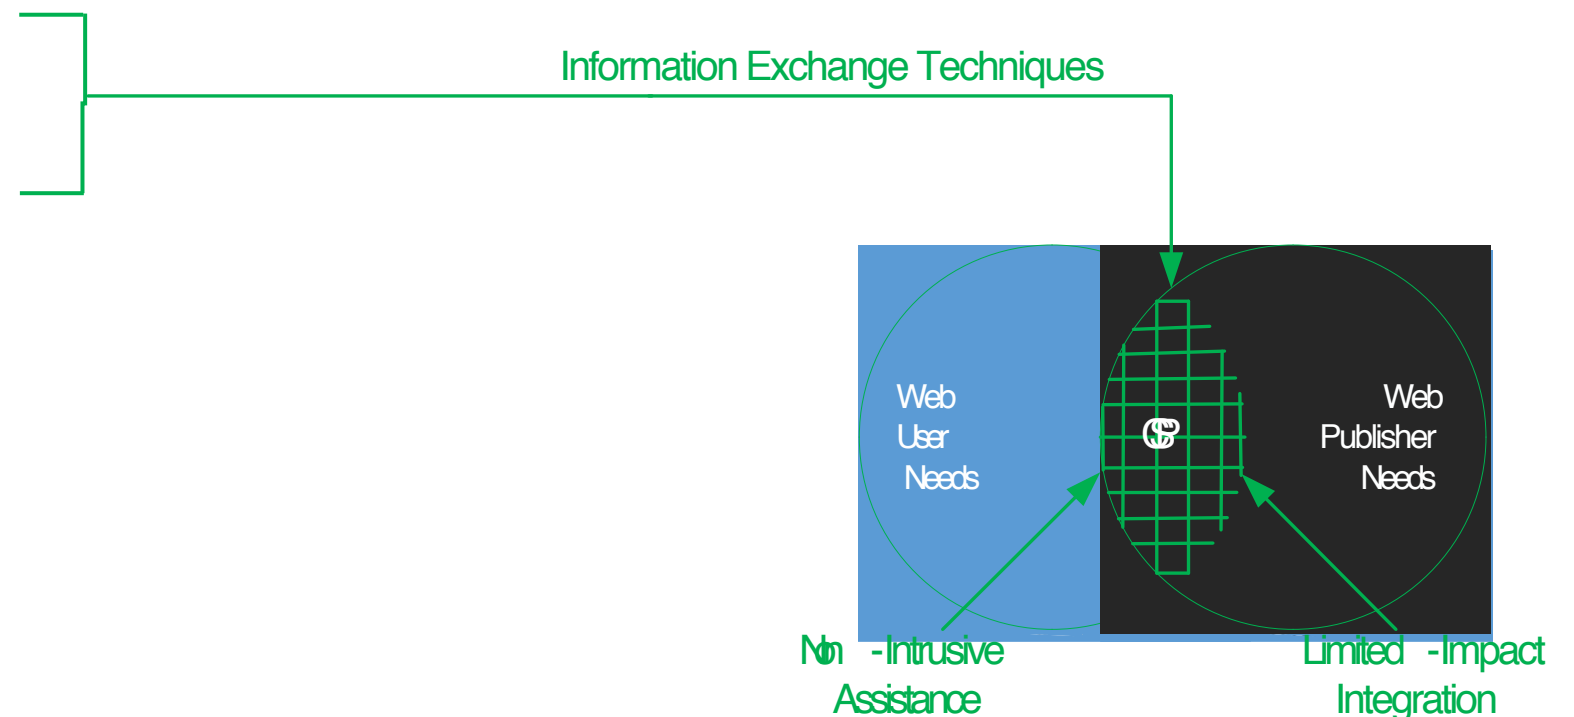 Information Exchange Techniques
Web
User
Needs
Web
Publisher
Needs
Non -Intrusive
Assistance
Limited -Impact
Integration